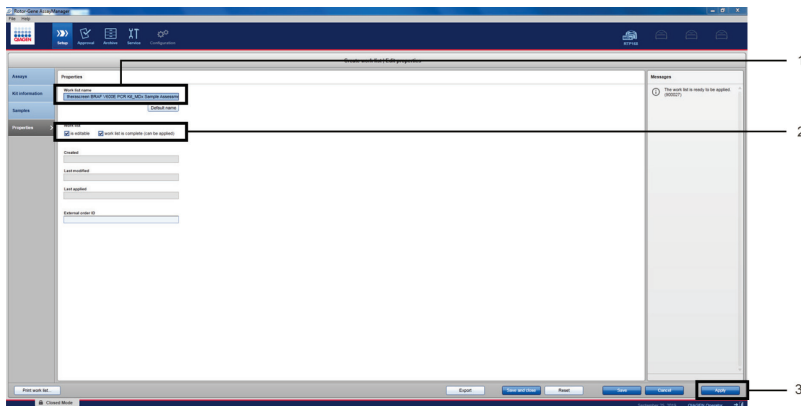 Rotor-Gene AssayManager
File Help
QIAGEN
Setup Approval Archive Service Configuration
RTP140
Create work list | Edit properties
1
Assays
Properties
Messages
Kit information
Work list name
therascreen BRAF V600E PCR Kit_MDx Sample Assessment
The work list is ready to be applied.
(600027)
Samples
Default name
Properties
Work list
is editable work list is complete (can be applied)
2
Created
Last modified
Last applied
External order ID
Print work list...
Export Save and close Reset Save Cancel Apply
3
Closed Mode